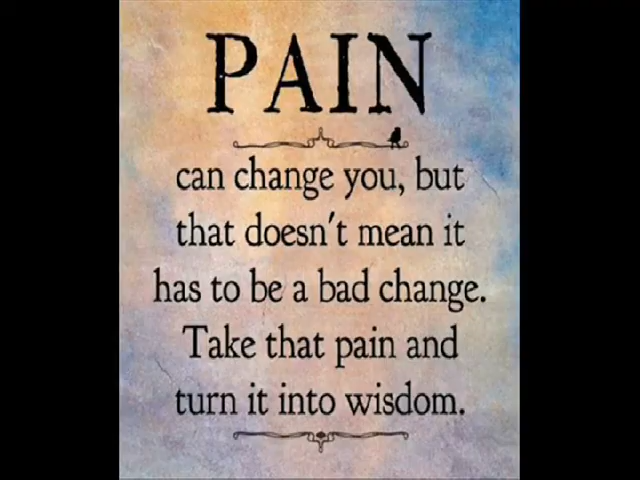 PAIN
can change you, but
that doesn't mean it
has to be a bad change.
Take that pain and
turn it into wisdom.